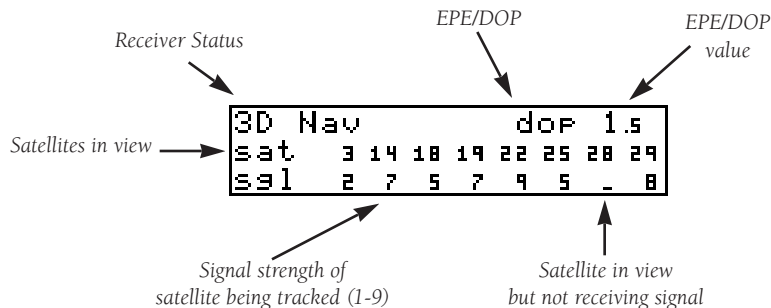 EPE/DOP
EPE/DOP
value
Receiver Status
3D Nav dop 1.5
Satellites in view
sat 3 14 18 19 22 25 28 29
sgl 2 7 5 7 9 5 _ 8
Signal strength of
satellite being tracked (1-9)
Satellite in view
but not receiving signal